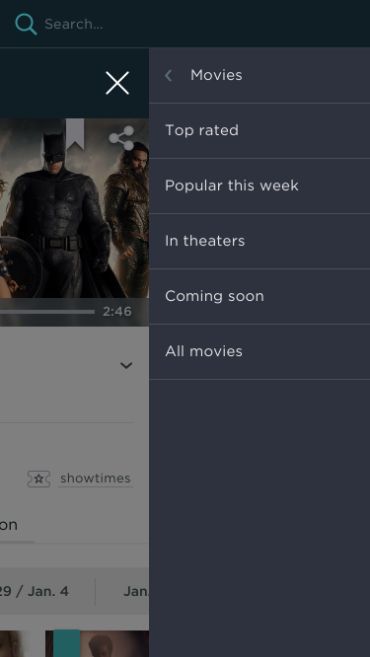 Search...
Movies
Top rated
Popular this week
In theaters
Coming soon
All movies
2:46
showtimes
on
29 / Jan. 4
Jan.